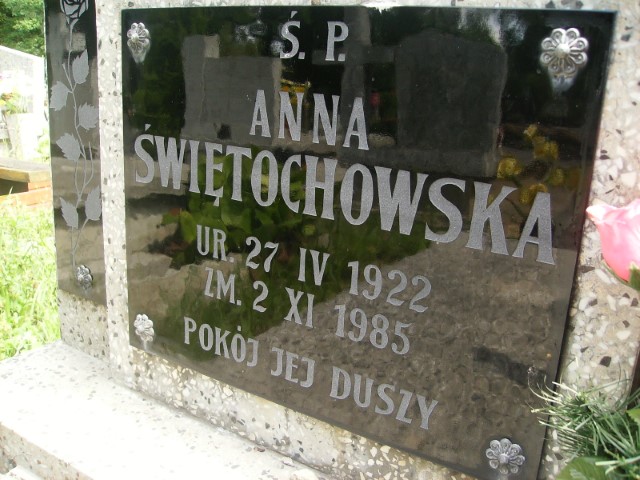 Ś. P.
ANNA
ŚWIĘTOCHOWSKA
UR. 27 IV 1922
ZM. 2 XI 1985
POKÓJ JEJ DUSZY